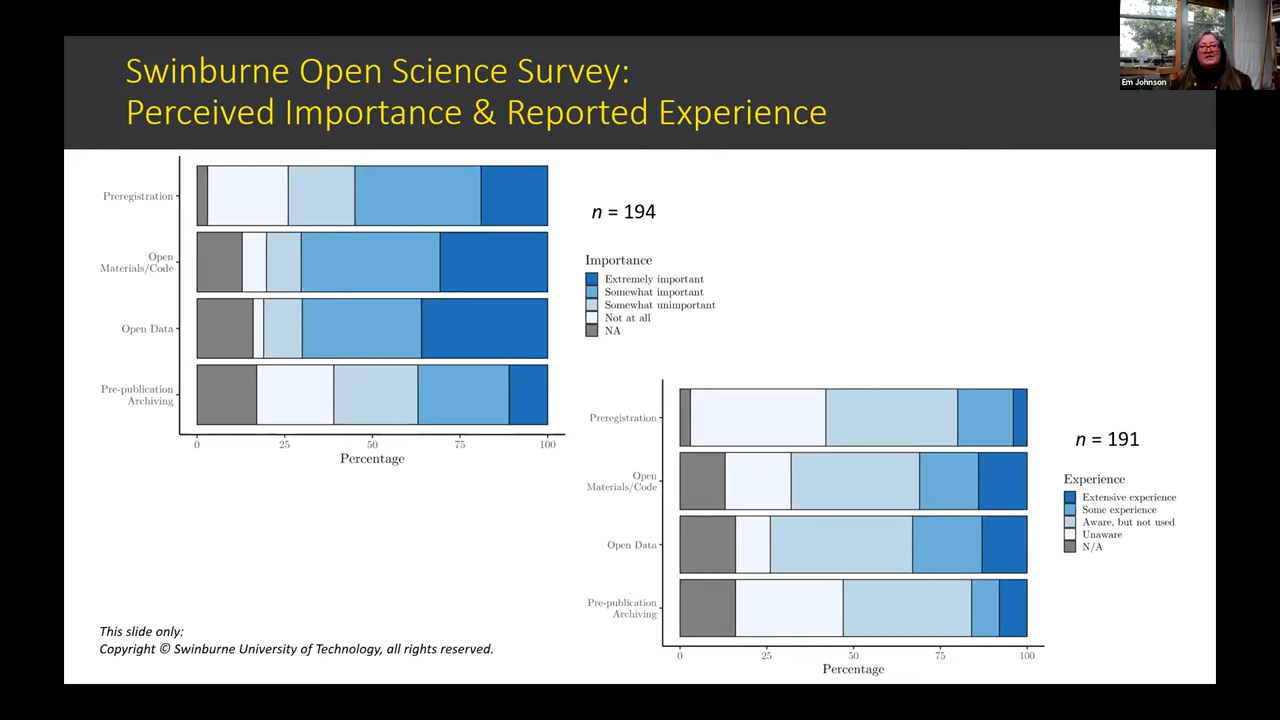 Em Johnson
Swinburne Open Science Survey:
Perceived Importance & Reported Experience
Preregistration
Open
Materials/Code
Open Data
Pre-publication
Archiving
0 25 50 75 100
Percentage
n = 194
Importance
Extremely important
Somewhat important
Somewhat unimportant
Not at all
NA
Preregistration
Open
Materials/Code
Open Data
Pre-publication
Archiving
0 25 50 75 100
Percentage
n = 191
Experience
Extensive experience
Some experience
Aware, but not used
Unaware
N/A
This slide only:
Copyright © Swinburne University of Technology, all rights reserved.